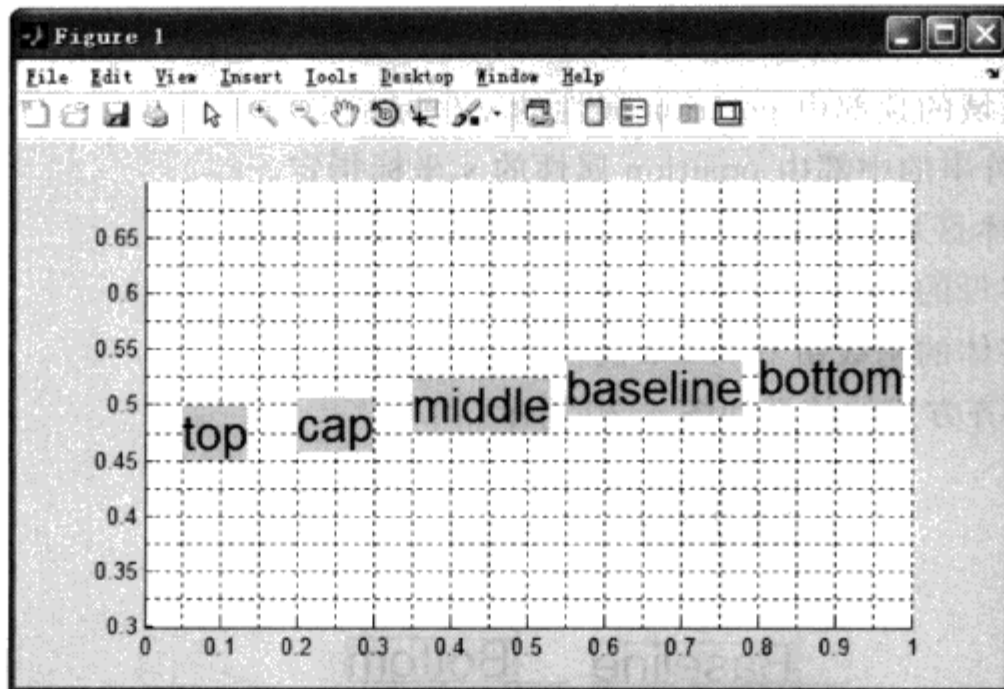 Figure 1
File Edit View Insert Tools Desktop Window Help
0.65
0.6
0.55
0.5
0.45
0.4
0.35
0.3
top cap middle baseline bottom
0 0.1 0.2 0.3 0.4 0.5 0.6 0.7 0.8 0.9 1